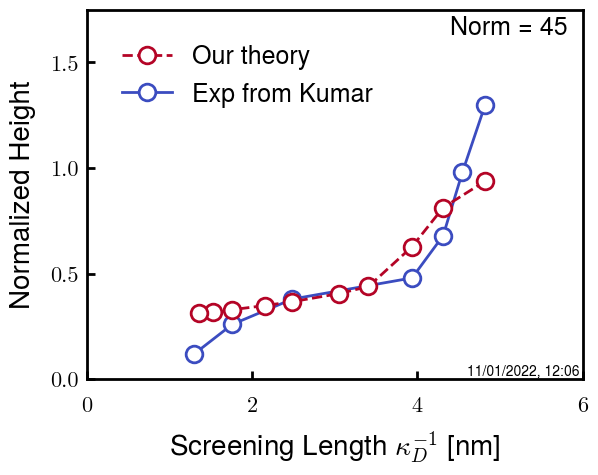 Norm = 45
Our theory
Exp from Kumar
Normalized Height
1.5
1.0
0.5
0.0
11/01/2022, 12:06
0 2 4 6
Screening Length κ_D^{-1} [nm]